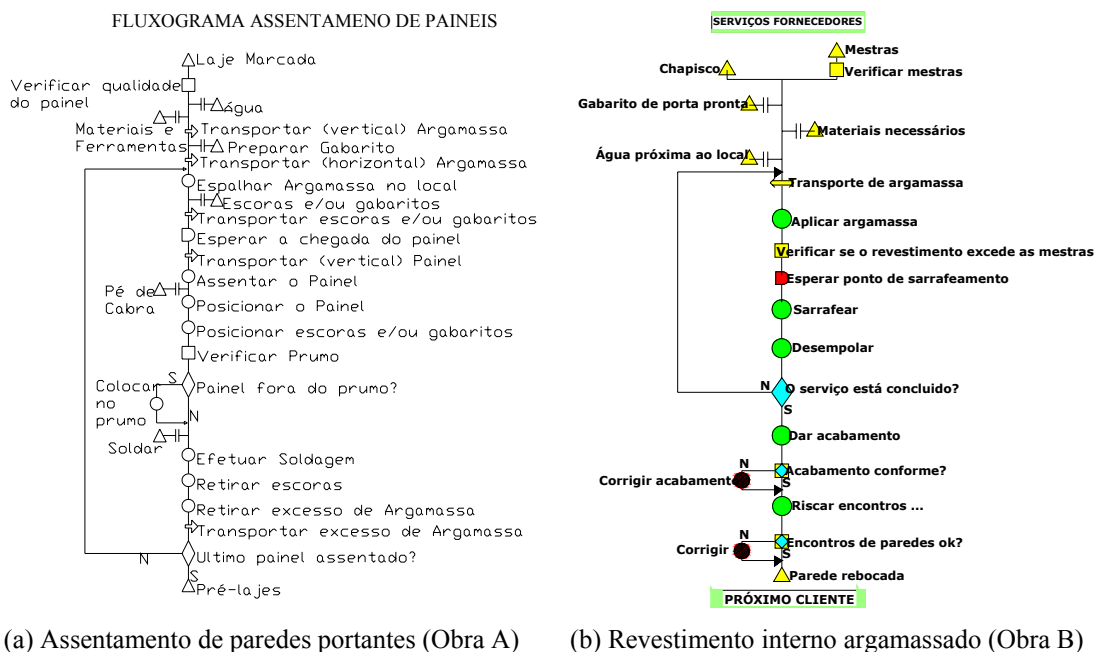 FLUXOGRAMA ASSENTAMENO DE PAINEIS
Laje Marcada
Verificar qualidade
do painel
Água
Materiais e
Ferramentas
Transportar (vertical) Argamassa
Preparar Gabarito
Transportar (horizontal) Argamassa
Espalhar Argamassa no local
Escoras e/ou gabaritos
Transportar escoras e/ou gabaritos
Esperar a chegada do painel
Transportar (vertical) Painel
Assentar o Painel
Pé de
Cabra
Posicionar o Painel
Posicionar escoras e/ou gabaritos
Verificar Prumo
S
Painel fora do prumo?
Colocar
no
prumo
N
Soldar
Efetuar Soldagem
Retirar escoras
Retirar excesso de Argamassa
Transportar excesso de Argamassa
N
Ultimo painel assentado?
S
Pré-lajes
(a) Assentamento de paredes portantes (Obra A)
SERVIÇOS FORNECEDORES
Mestras
Chapisco
Verificar mestras
Gabarito de porta pronta
Materiais necessários
Água próxima ao local
Transporte de argamassa
Aplicar argamassa
Verificar se o revestimento excede as mestras
Esperar ponto de sarrafeamento
Sarrafear
Desempolar
N
O serviço está concluido?
S
Dar acabamento
N
Acabamento conforme?
S
Corrigir acabamento
Riscar encontros ...
N
Encontros de paredes ok?
S
Corrigir
Parede rebocada
PRÓXIMO CLIENTE
(b) Revestimento interno argamassado (Obra B)